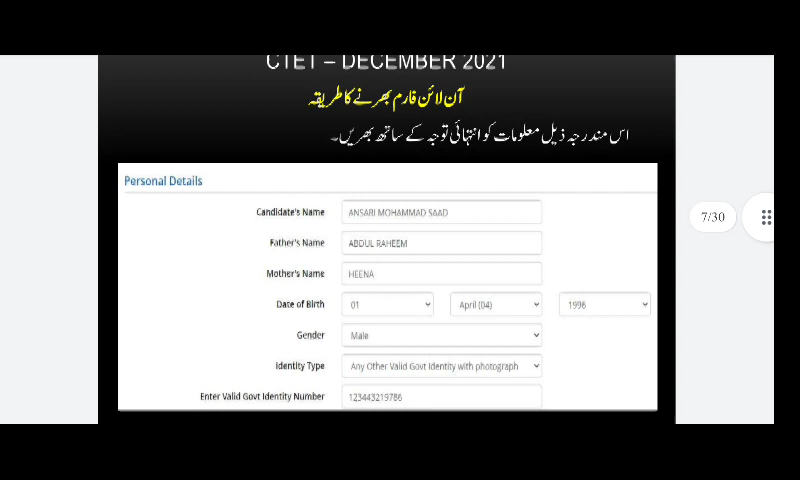 CTET – DECEMBER 2021
آن لائن فارم بھرنے کا طریقہ
اس مندرجہ ذیل معلومات کو انتہائی توجہ کے ساتھ بھریں۔
Personal Details
Candidate's Name ANSARI MOHAMMAD SAAD
Father's Name ABDUL RAHEEM
Mother's Name HEENA
Date of Birth 01 April (04) 1996
Gender Male
Identity Type Any Other Valid Govt Identity with photograph
Enter Valid Govt Identity Number 123443219786
7/30